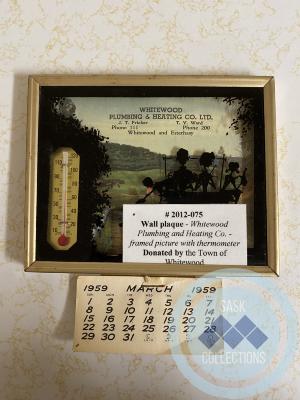 WHITEWOOD
PLUMBING & HEATING CO. LTD.
J. T. Fricker T. V. Ward
Phone 111 Phone 200
Whitewood and Esterhazy
# 2012-075
Wall plaque - Whitewood
Plumbing and Heating Co. -
framed picture with thermometer
Donated by the Town of
Whitewood
1959 MARCH 1959
1 2 3 4 5 6 7
8 9 10 11 12 13 14
15 16 17 18 19 20 21
22 23 24 25 26 27 28
29 30 31
SASK
COLLECTIONS